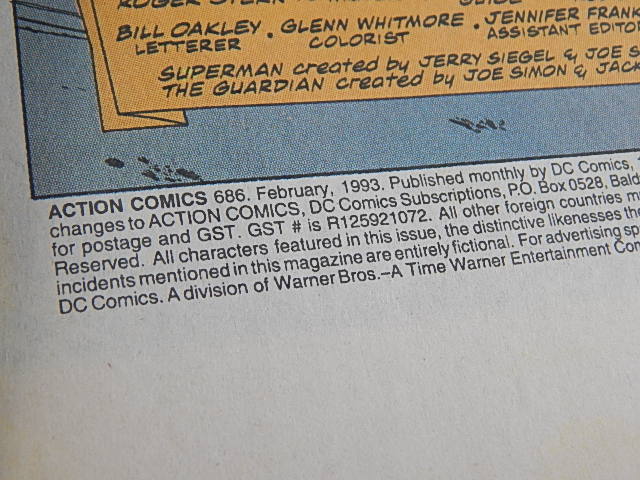 BILL OAKLEY . GLENN WHITMORE . JENNIFER FRANK
LETTERER COLORIST ASSISTANT EDITO
SUPERMAN created by JERRY SIEGEL & JOE S
THE GUARDIAN created by JOE SIMON & JACK
ACTION COMICS 686. February, 1993. Published monthly by DC Comics,
changes to ACTION COMICS, DC Comics Subscriptions, P.O. Box 0528, Bald
for postage and GST. GST # is R125921072. All other foreign countries
Reserved. All characters featured in this issue, the distinctive likenesses
incidents mentioned in this magazine are entirely fictional. For advertising
DC Comics. A division of Warner Bros.–A Time Warner Entertainment